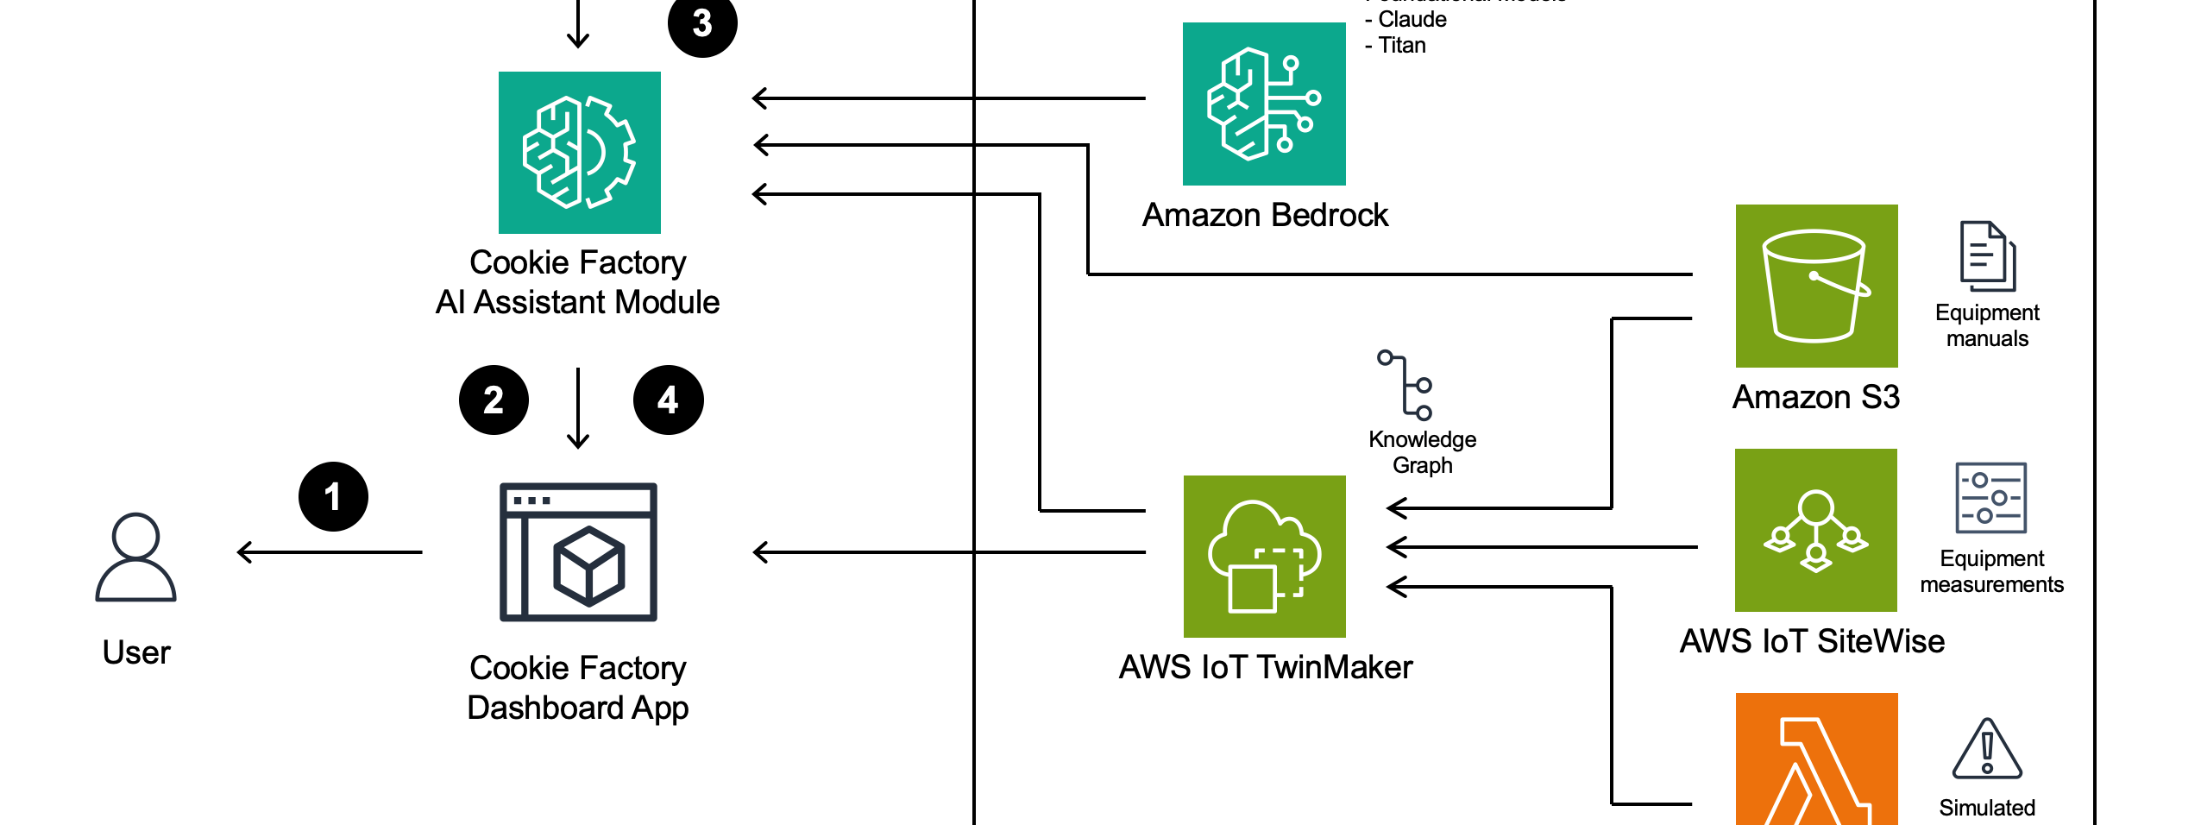 3
- Claude
- Titan
Amazon Bedrock
Cookie Factory
AI Assistant Module
Equipment
manuals
Amazon S3
2
4
Knowledge
Graph
1
Equipment
measurements
User
Cookie Factory
Dashboard App
AWS IoT TwinMaker
AWS IoT SiteWise
Simulated